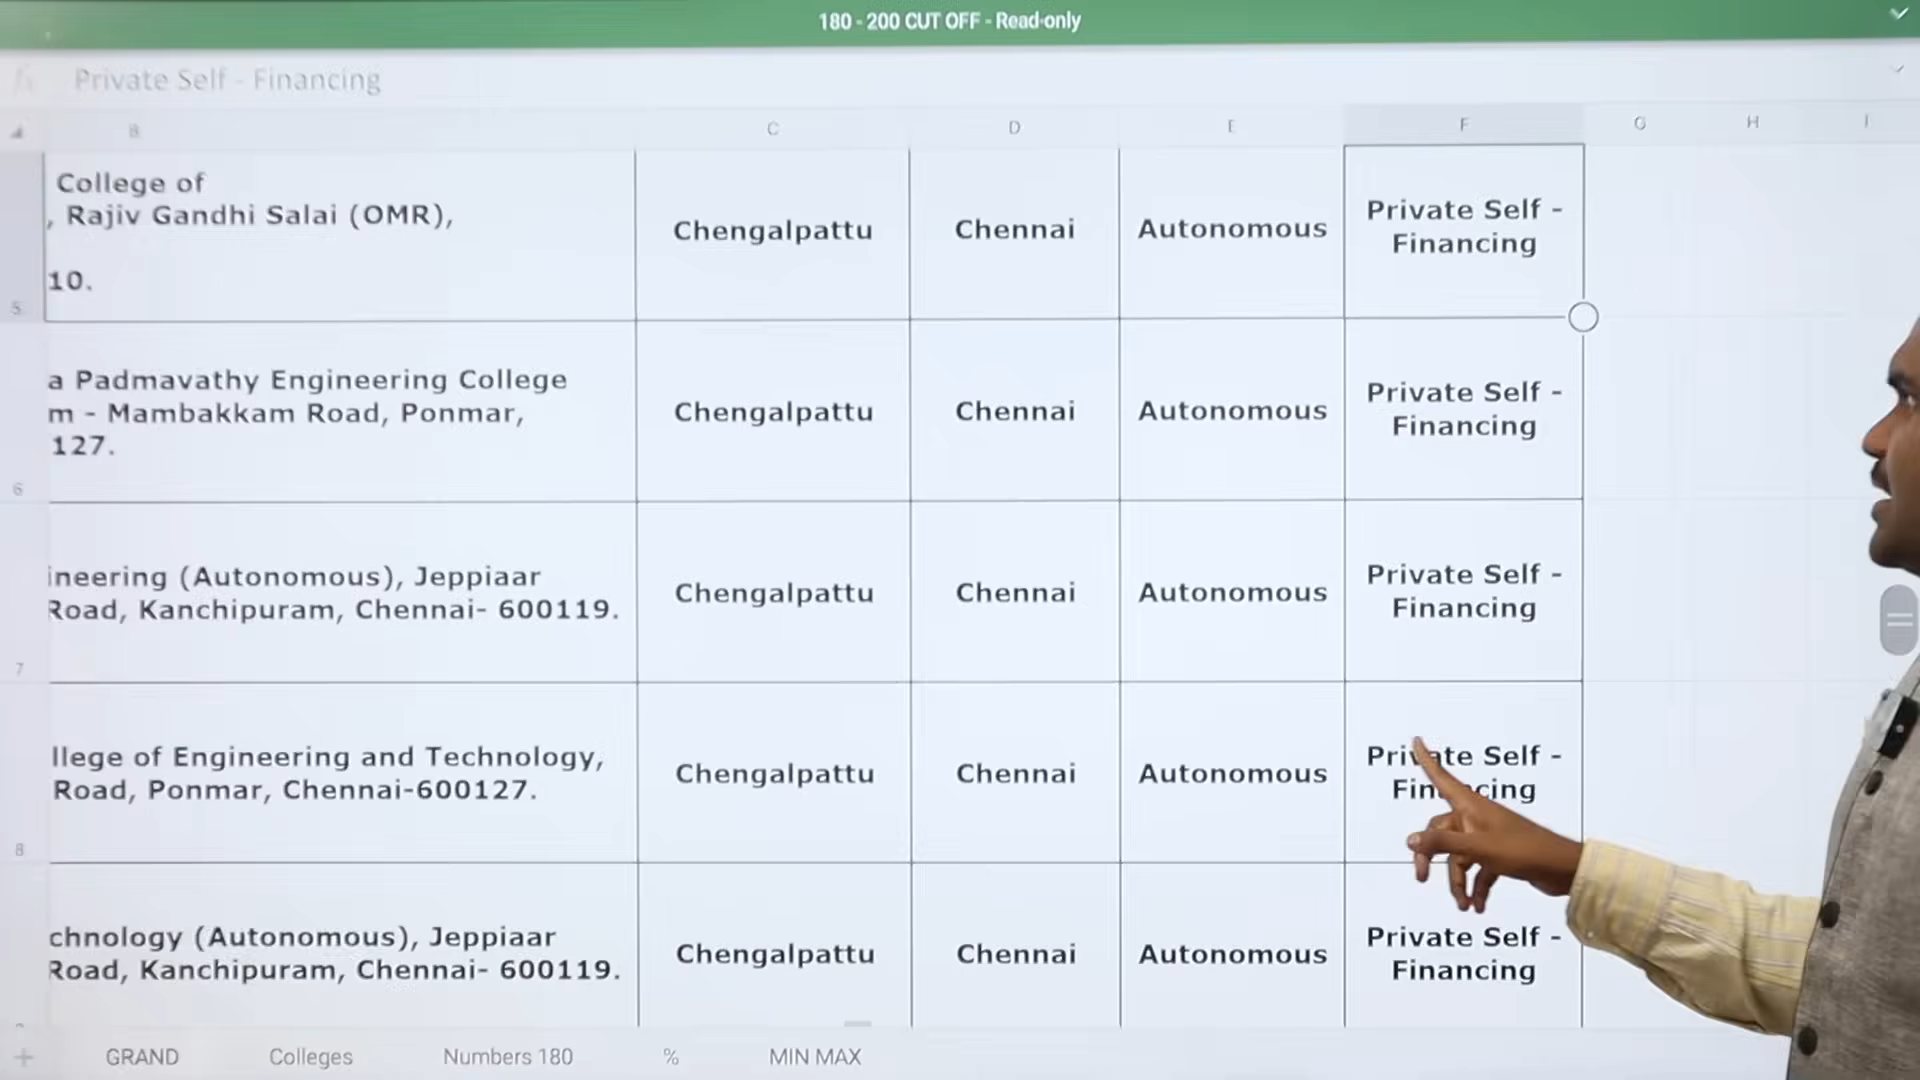 180 - 200 CUT OFF - Read-only
Private Self - Financing
B C D E F G H I
College of
, Rajiv Gandhi Salai (OMR),
10.
Chengalpattu
Chennai
Autonomous
Private Self -
Financing
5
a Padmavathy Engineering College
m - Mambakkam Road, Ponmar,
127.
Chengalpattu
Chennai
Autonomous
Private Self -
Financing
6
ineering (Autonomous), Jeppiaar
Road, Kanchipuram, Chennai- 600119.
Chengalpattu
Chennai
Autonomous
Private Self -
Financing
7
llege of Engineering and Technology,
Road, Ponmar, Chennai-600127.
Chengalpattu
Chennai
Autonomous
Private Self -
Financing
8
chnology (Autonomous), Jeppiaar
Road, Kanchipuram, Chennai- 600119.
Chengalpattu
Chennai
Autonomous
Private Self -
Financing
+ GRAND Colleges Numbers 180 % MIN MAX